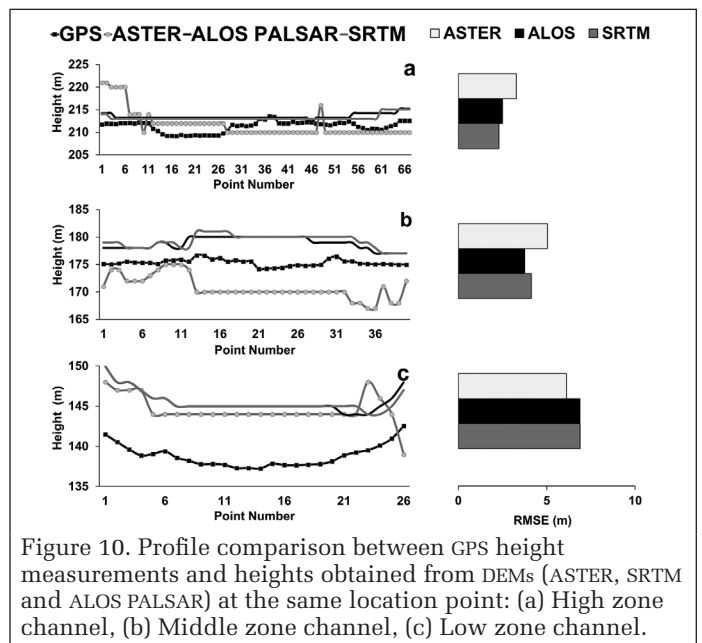 GPS ASTER ALOS PALSAR SRTM
ASTER ALOS SRTM
a
Height (m)
225
220
215
210
205
1 6 11 16 21 26 31 36 41 46 51 56 61 66
Point Number
b
Height (m)
185
180
175
170
165
1 6 11 16 21 26 31 36
Point Number
c
Height (m)
150
145
140
135
1 6 11 16 21 26
Point Number
0 5 10
RMSE (m)
Figure 10. Profile comparison between GPS height
measurements and heights obtained from DEMs (ASTER, SRTM
and ALOS PALSAR) at the same location point: (a) High zone
channel, (b) Middle zone channel, (c) Low zone channel.